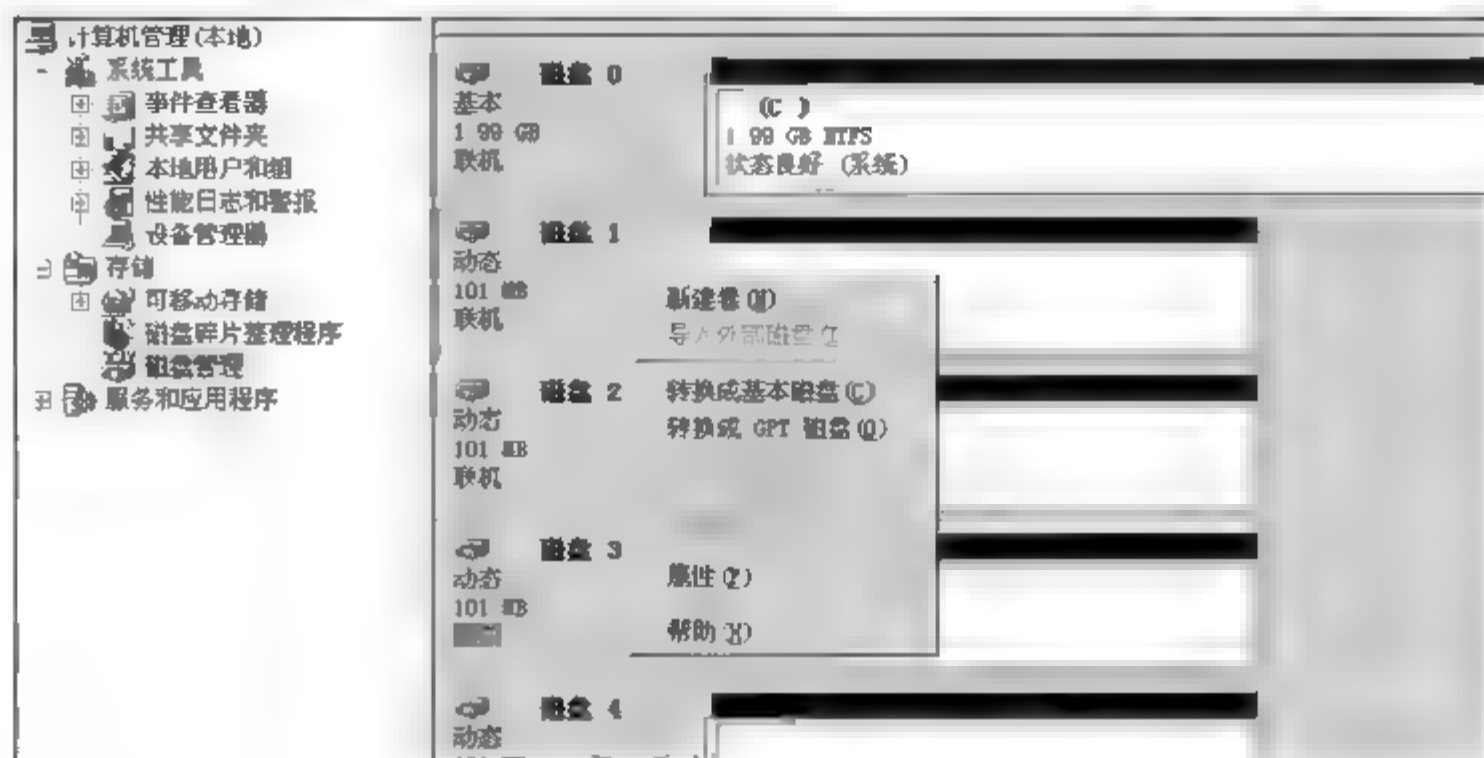 计算机管理(本地)
系统工具
事件查看器
共享文件夹
本地用户和组
性能日志和警报
设备管理器
存储
可移动存储
磁盘碎片整理程序
磁盘管理
服务和应用程序
磁盘 0
基本
1 99 GB
联机
(C )
1 99 GB NTFS
状态良好 (系统)
磁盘 1
动态
101 MB
联机
新建卷(N)
导入外部磁盘
转换成基本磁盘(C)
转换成 GPT 磁盘
属性
帮助
磁盘 2
动态
101 MB
联机
磁盘 3
动态
101 MB
磁盘 4
动态